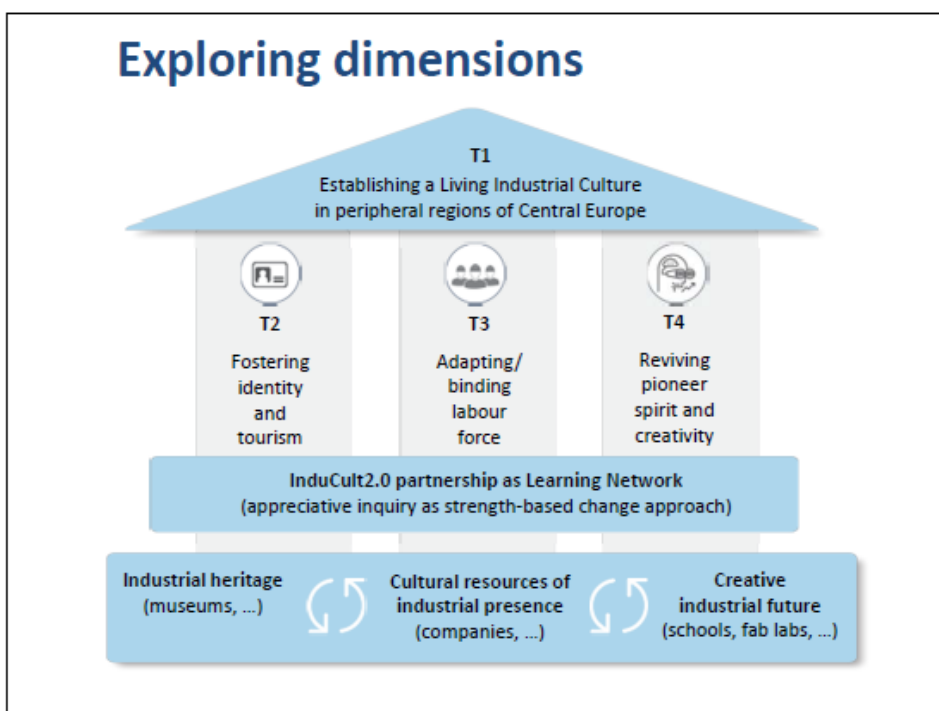 Exploring dimensions
T1
Establishing a Living Industrial Culture
in peripheral regions of Central Europe
T2
Fostering
identity
and
tourism
T3
Adapting/
binding
labour
force
T4
Reviving
pioneer
spirit and
creativity
InduCult2.0 partnership as Learning Network
(appreciative inquiry as strength-based change approach)
Industrial heritage
(museums, ...)
Cultural resources of
industrial presence
(companies, ...)
Creative
industrial future
(schools, fab labs, ...)